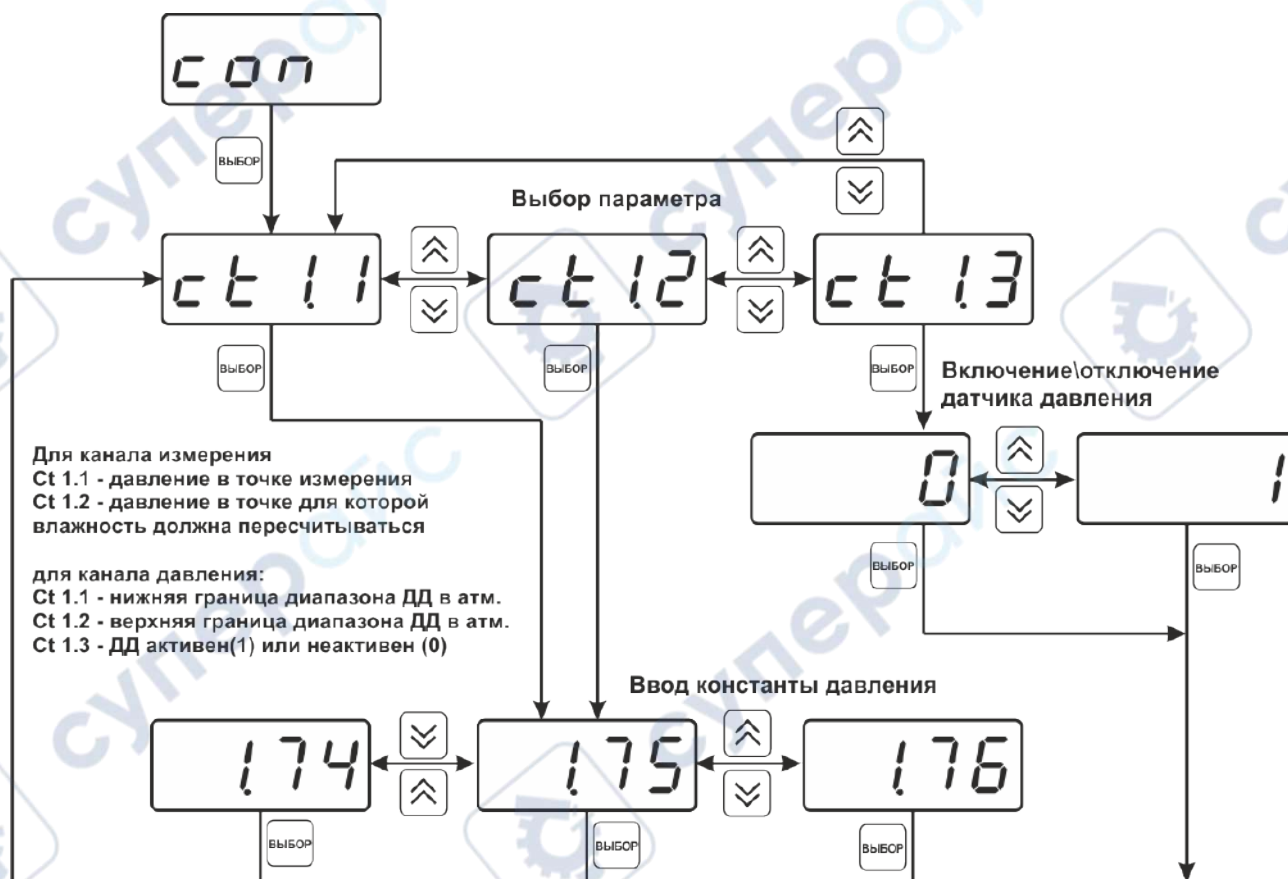 con
ВЫБОР
Выбор параметра
ct 1.1
ct 1.2
ct 1.3
ВЫБОР
ВЫБОР
ВЫБОР
Включение\отключение
датчика давления
Для канала измерения
Ct 1.1 - давление в точке измерения
Ct 1.2 - давление в точке для которой
влажность должна пересчитываться
для канала давления:
Ct 1.1 - нижняя граница диапазона ДД в атм.
Ct 1.2 - верхняя граница диапазона ДД в атм.
Ct 1.3 - ДД активен(1) или неактивен (0)
0
1
ВЫБОР
ВЫБОР
Ввод константы давления
1.74
1.75
1.76
ВЫБОР
ВЫБОР
ВЫБОР
суперайс
суперайс
суперайс
суперайс